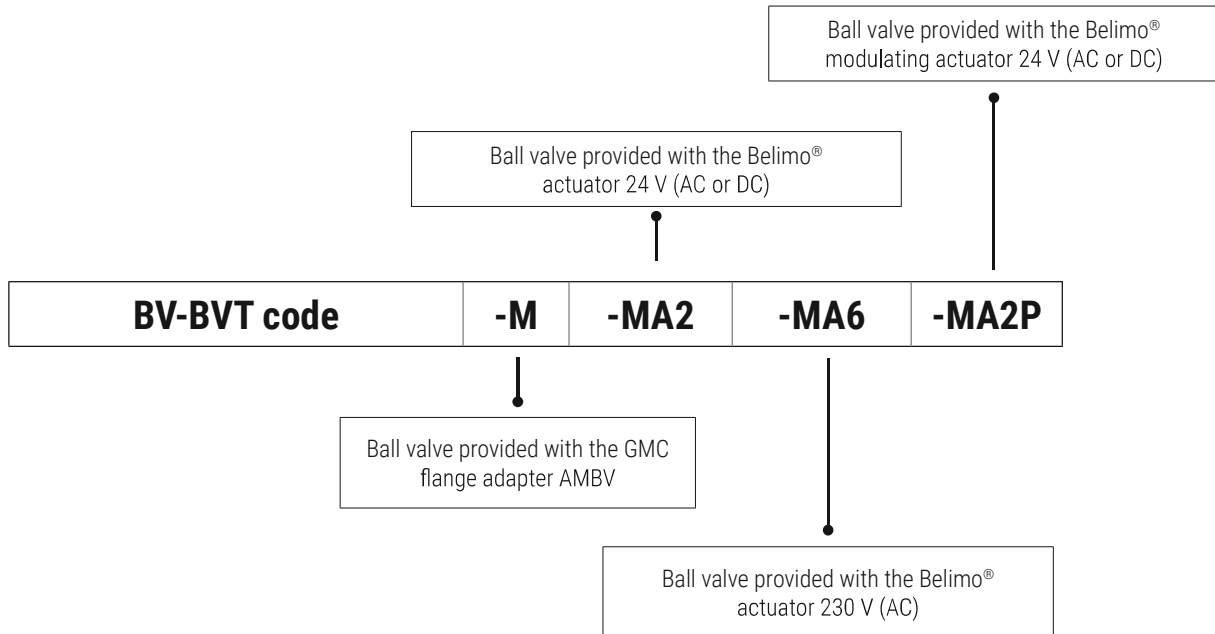 Ball valve provided with the Belimo®
modulating actuator 24 V (AC or DC)
Ball valve provided with the Belimo®
actuator 24 V (AC or DC)
BV-BVT code -M -MA2 -MA6 -MA2P
Ball valve provided with the GMC
flange adapter AMBV
Ball valve provided with the Belimo®
actuator 230 V (AC)